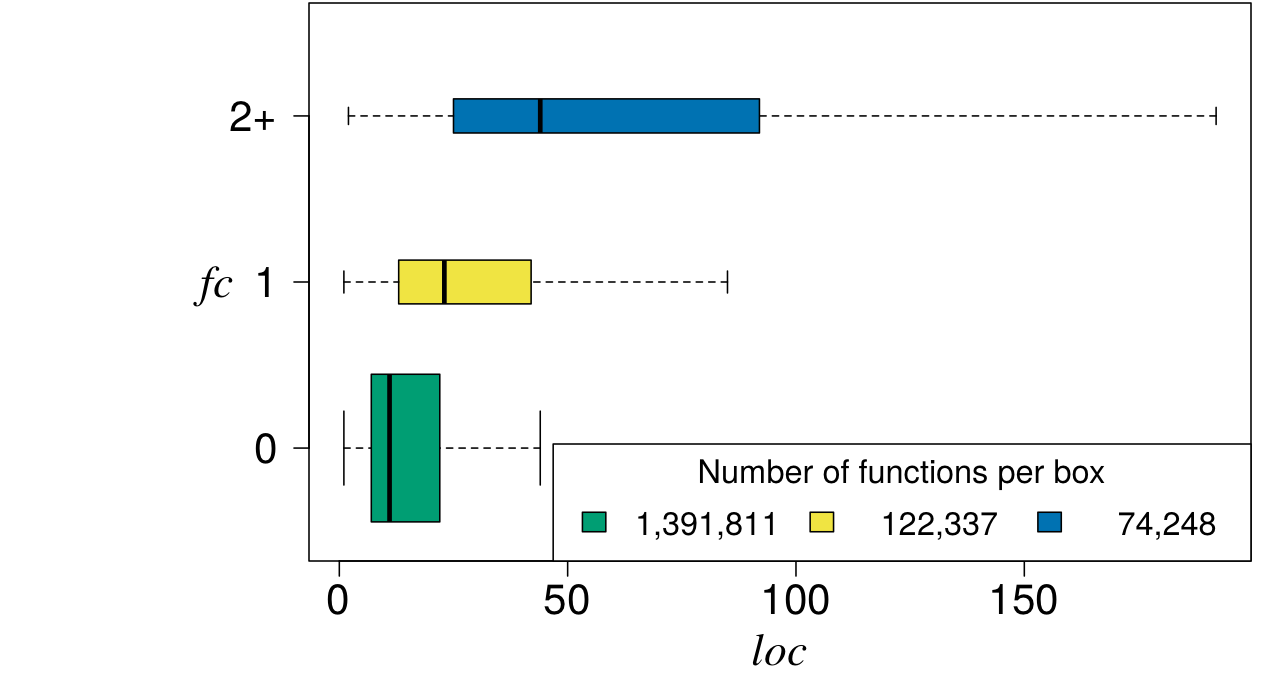 2+
fc 1
0
Number of functions per box
1,391,811 122,337 74,248
0 50 100 150
loc